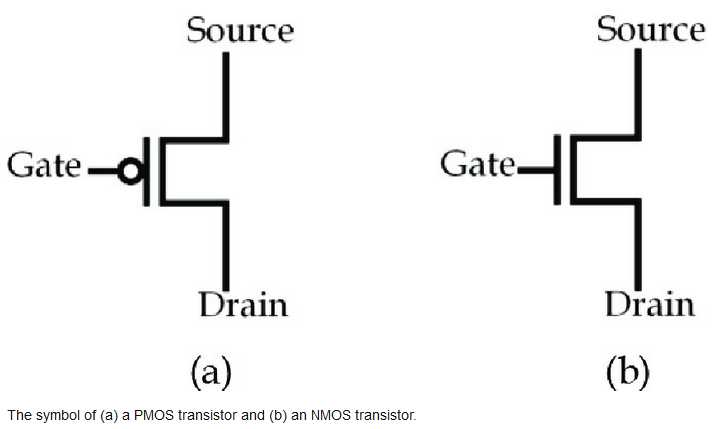 Source
Source
Gate
Gate
Drain
Drain
(a)
(b)
The symbol of (a) a PMOS transistor and (b) an NMOS transistor.